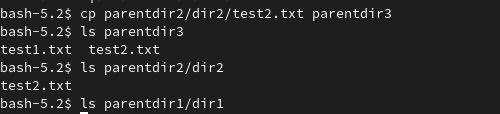 bash-5.2$ cp parentdir2/dir2/test2.txt parentdir3
bash-5.2$ ls parentdir3
test1.txt  test2.txt
bash-5.2$ ls parentdir2/dir2
test2.txt
bash-5.2$ ls parentdir1/dir1